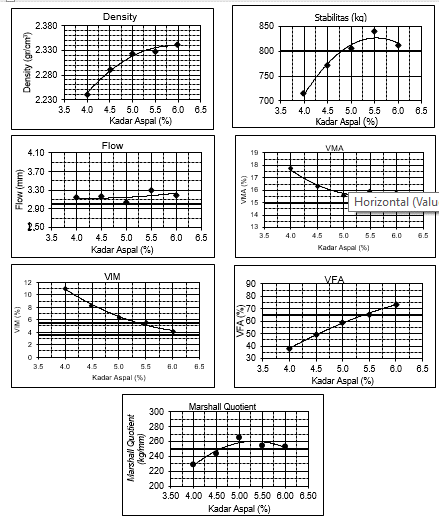 Density
2.380
2.330
2.280
2.230
Density (gr/cm³)
3.5 4.0 4.5 5.0 5.5 6.0 6.5
Kadar Aspal (%)
Stabilitas (kg)
850
800
750
700
3.5 4.0 4.5 5.0 5.5 6.0 6.5
Kadar Aspal (%)
Flow
4.10
3.70
3.30
2.90
2.50
Flow (mm)
3.5 4.0 4.5 5.0 5.5 6.0 6.5
Kadar Aspal (%)
VMA
19
18
17
16
15
14
13
VMA (%)
Horizontal (Valu
3.5 4.0 4.5 5.0 5.5 6.0 6.5
Kadar Aspal (%)
VIM
12
10
8
6
4
2
0
VIM (%)
3.5 4.0 4.5 5.0 5.5 6.0 6.5
Kadar Aspal (%)
VFA
90
80
70
60
50
40
30
VFA (%)
3.5 4.0 4.5 5.0 5.5 6.0 6.5
Kadar Aspal (%)
Marshall Quotient
300
280
260
240
220
200
Marshall Quotient
(kg/mm)
3.50 4.00 4.50 5.00 5.50 6.00 6.50
Kadar Aspal (%)